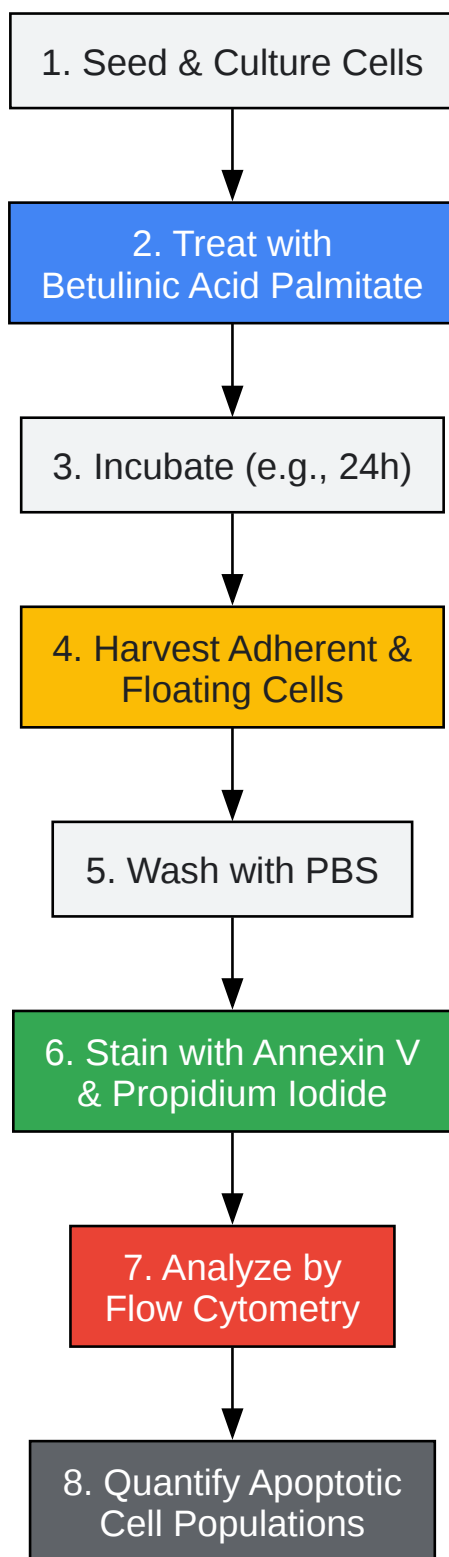 1. Seed & Culture Cells
2. Treat with
Betulinic Acid Palmitate
3. Incubate (e.g., 24h)
4. Harvest Adherent &
Floating Cells
5. Wash with PBS
6. Stain with Annexin V
& Propidium Iodide
7. Analyze by
Flow Cytometry
8. Quantify Apoptotic
Cell Populations